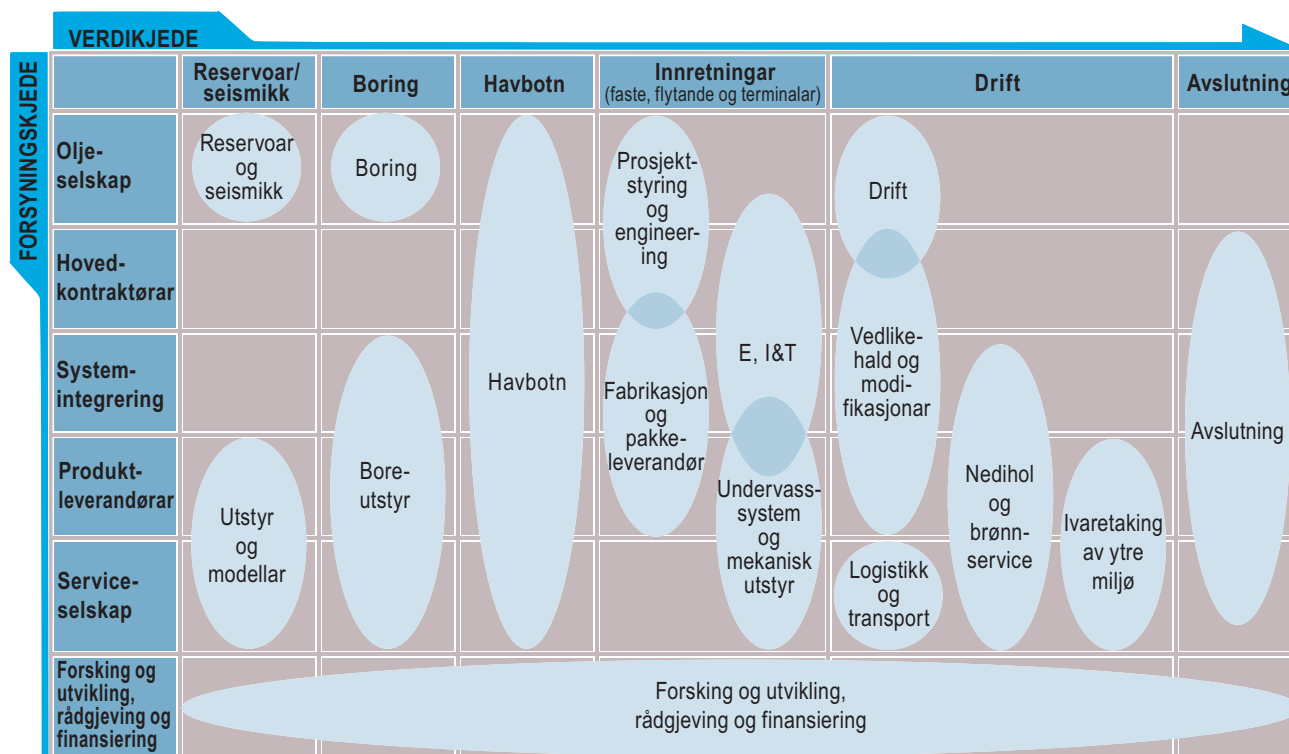 VERDIKJEDE
FORSYNINGSKJEDE
Reservoar/
seismikk
Boring
Havbotn
Innretningar
(faste, flytande og terminalar)
Drift
Avslutning
Olje-
selskap
Reservoar
og
seismikk
Boring
Prosjekt-
styring
og
engineer-
ing
Drift
Hoved-
kontraktørar
System-
integrering
Havbotn
E, I&T
Vedlike-
hald og
modi-
fikasjonar
Fabrikasjon
og
pakke-
leverandør
Avslutning
Produkt-
leverandørar
Utstyr
og
modellar
Bore-
utstyr
Undervass-
system
og
mekanisk
utstyr
Nedihol
og
brønn-
service
Ivaretaking
av ytre
miljø
Service-
selskap
Logistikk
og
transport
Forsking og
utvikling,
rådgjeving og
finansiering
Forsking og utvikling,
rådgjeving og finansiering